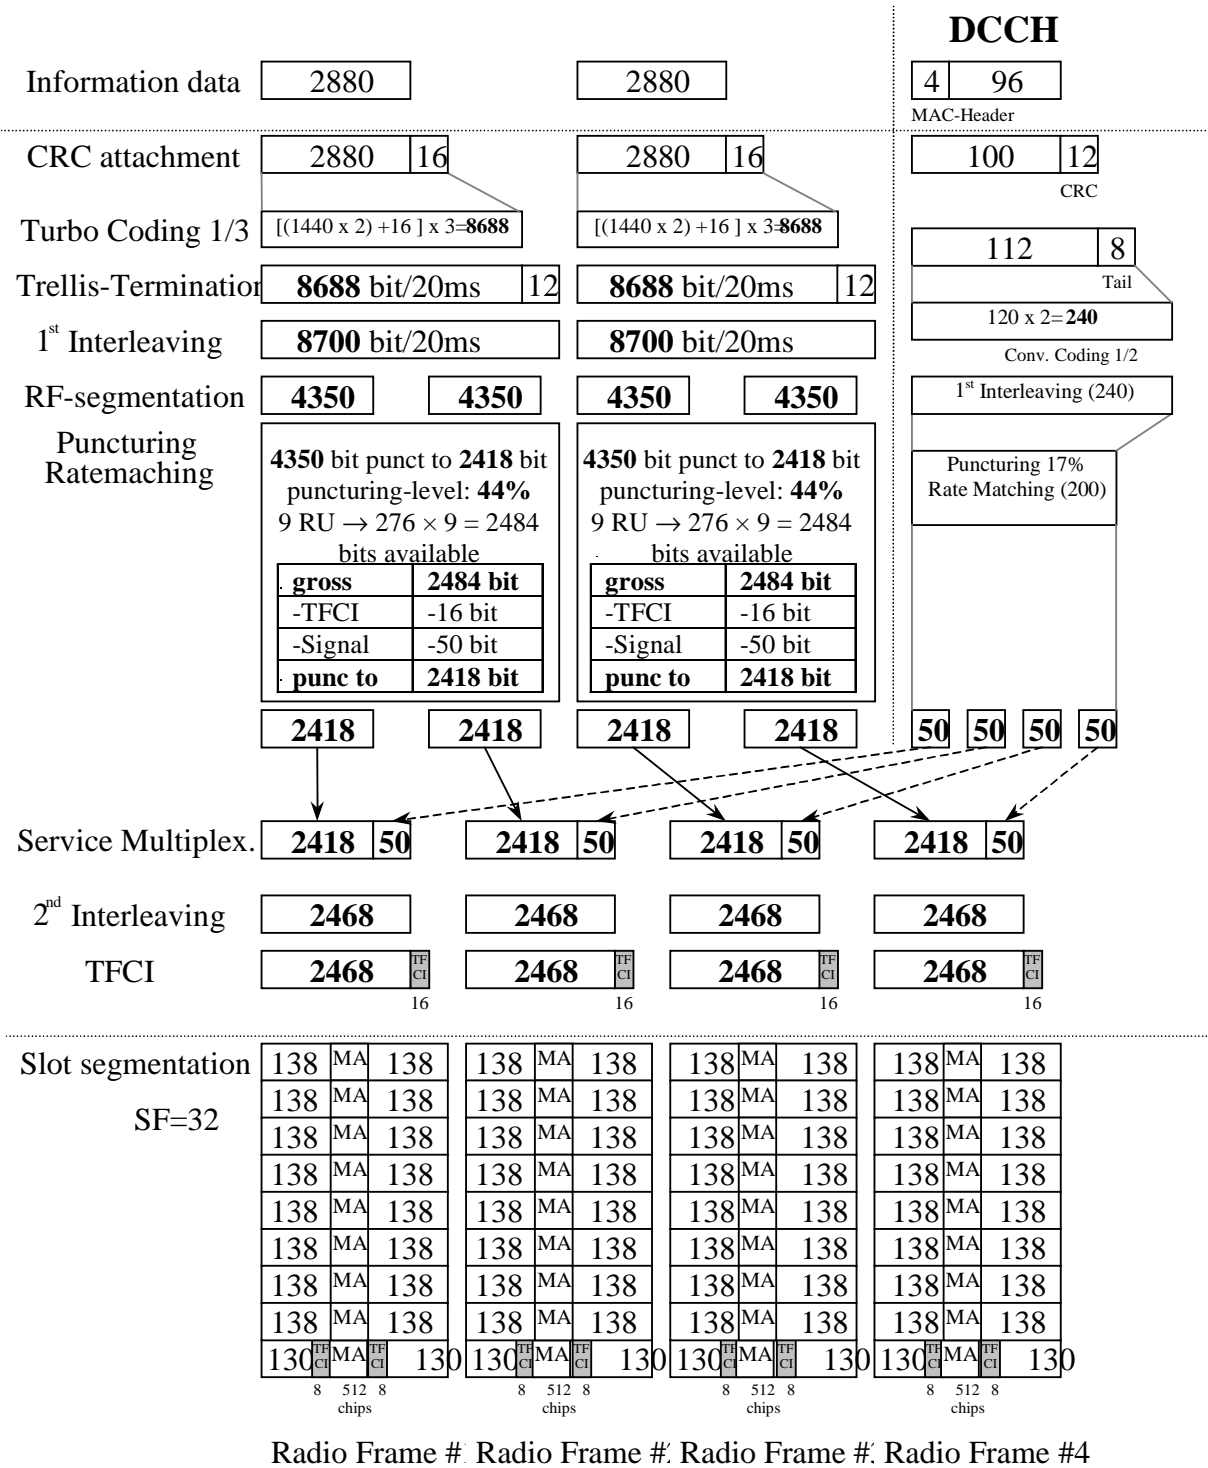 DCCH
Information data 2880 2880 4 96
MAC-Header
CRC attachment 2880 16 2880 16 100 12
CRC
Turbo Coding 1/3 [(1440 x 2) +16 ] x 3=8688 [(1440 x 2) +16 ] x 3=8688
112 8
Tail
Trellis-Termination 8688 bit/20ms 12 8688 bit/20ms 12
120 x 2=240
1st Interleaving 8700 bit/20ms 8700 bit/20ms
Conv. Coding 1/2
RF-segmentation 4350 4350 4350 4350 1st Interleaving (240)
Puncturing
Ratemaching
4350 bit punct to 2418 bit
puncturing-level: 44%
9 RU → 276 × 9 = 2484
bits available
gross 2484 bit
-TFCI -16 bit
-Signal -50 bit
punc to 2418 bit
4350 bit punct to 2418 bit
puncturing-level: 44%
9 RU → 276 × 9 = 2484
bits available
gross 2484 bit
-TFCI -16 bit
-Signal -50 bit
punc to 2418 bit
Puncturing 17%
Rate Matching (200)
2418 2418 2418 2418 50 50 50 50
Service Multiplex. 2418 50 2418 50 2418 50 2418 50
2nd Interleaving 2468 2468 2468 2468
TFCI 2468 TF CI 2468 TF CI 2468 TF CI 2468 TF CI
16 16 16 16
Slot segmentation 138 MA 138 138 MA 138 138 MA 138 138 MA 138
SF=32 138 MA 138 138 MA 138 138 MA 138 138 MA 138
138 MA 138 138 MA 138 138 MA 138 138 MA 138
138 MA 138 138 MA 138 138 MA 138 138 MA 138
138 MA 138 138 MA 138 138 MA 138 138 MA 138
138 MA 138 138 MA 138 138 MA 138 138 MA 138
138 MA 138 138 MA 138 138 MA 138 138 MA 138
138 MA 138 138 MA 138 138 MA 138 138 MA 138
130 TF CI MA TF CI 130 130 TF CI MA TF CI 130 130 TF CI MA TF CI 130 130 TF CI MA TF CI 130
8 512 8 8 512 8 8 512 8 8 512 8
chips chips chips chips
Radio Frame # Radio Frame # Radio Frame # Radio Frame #4